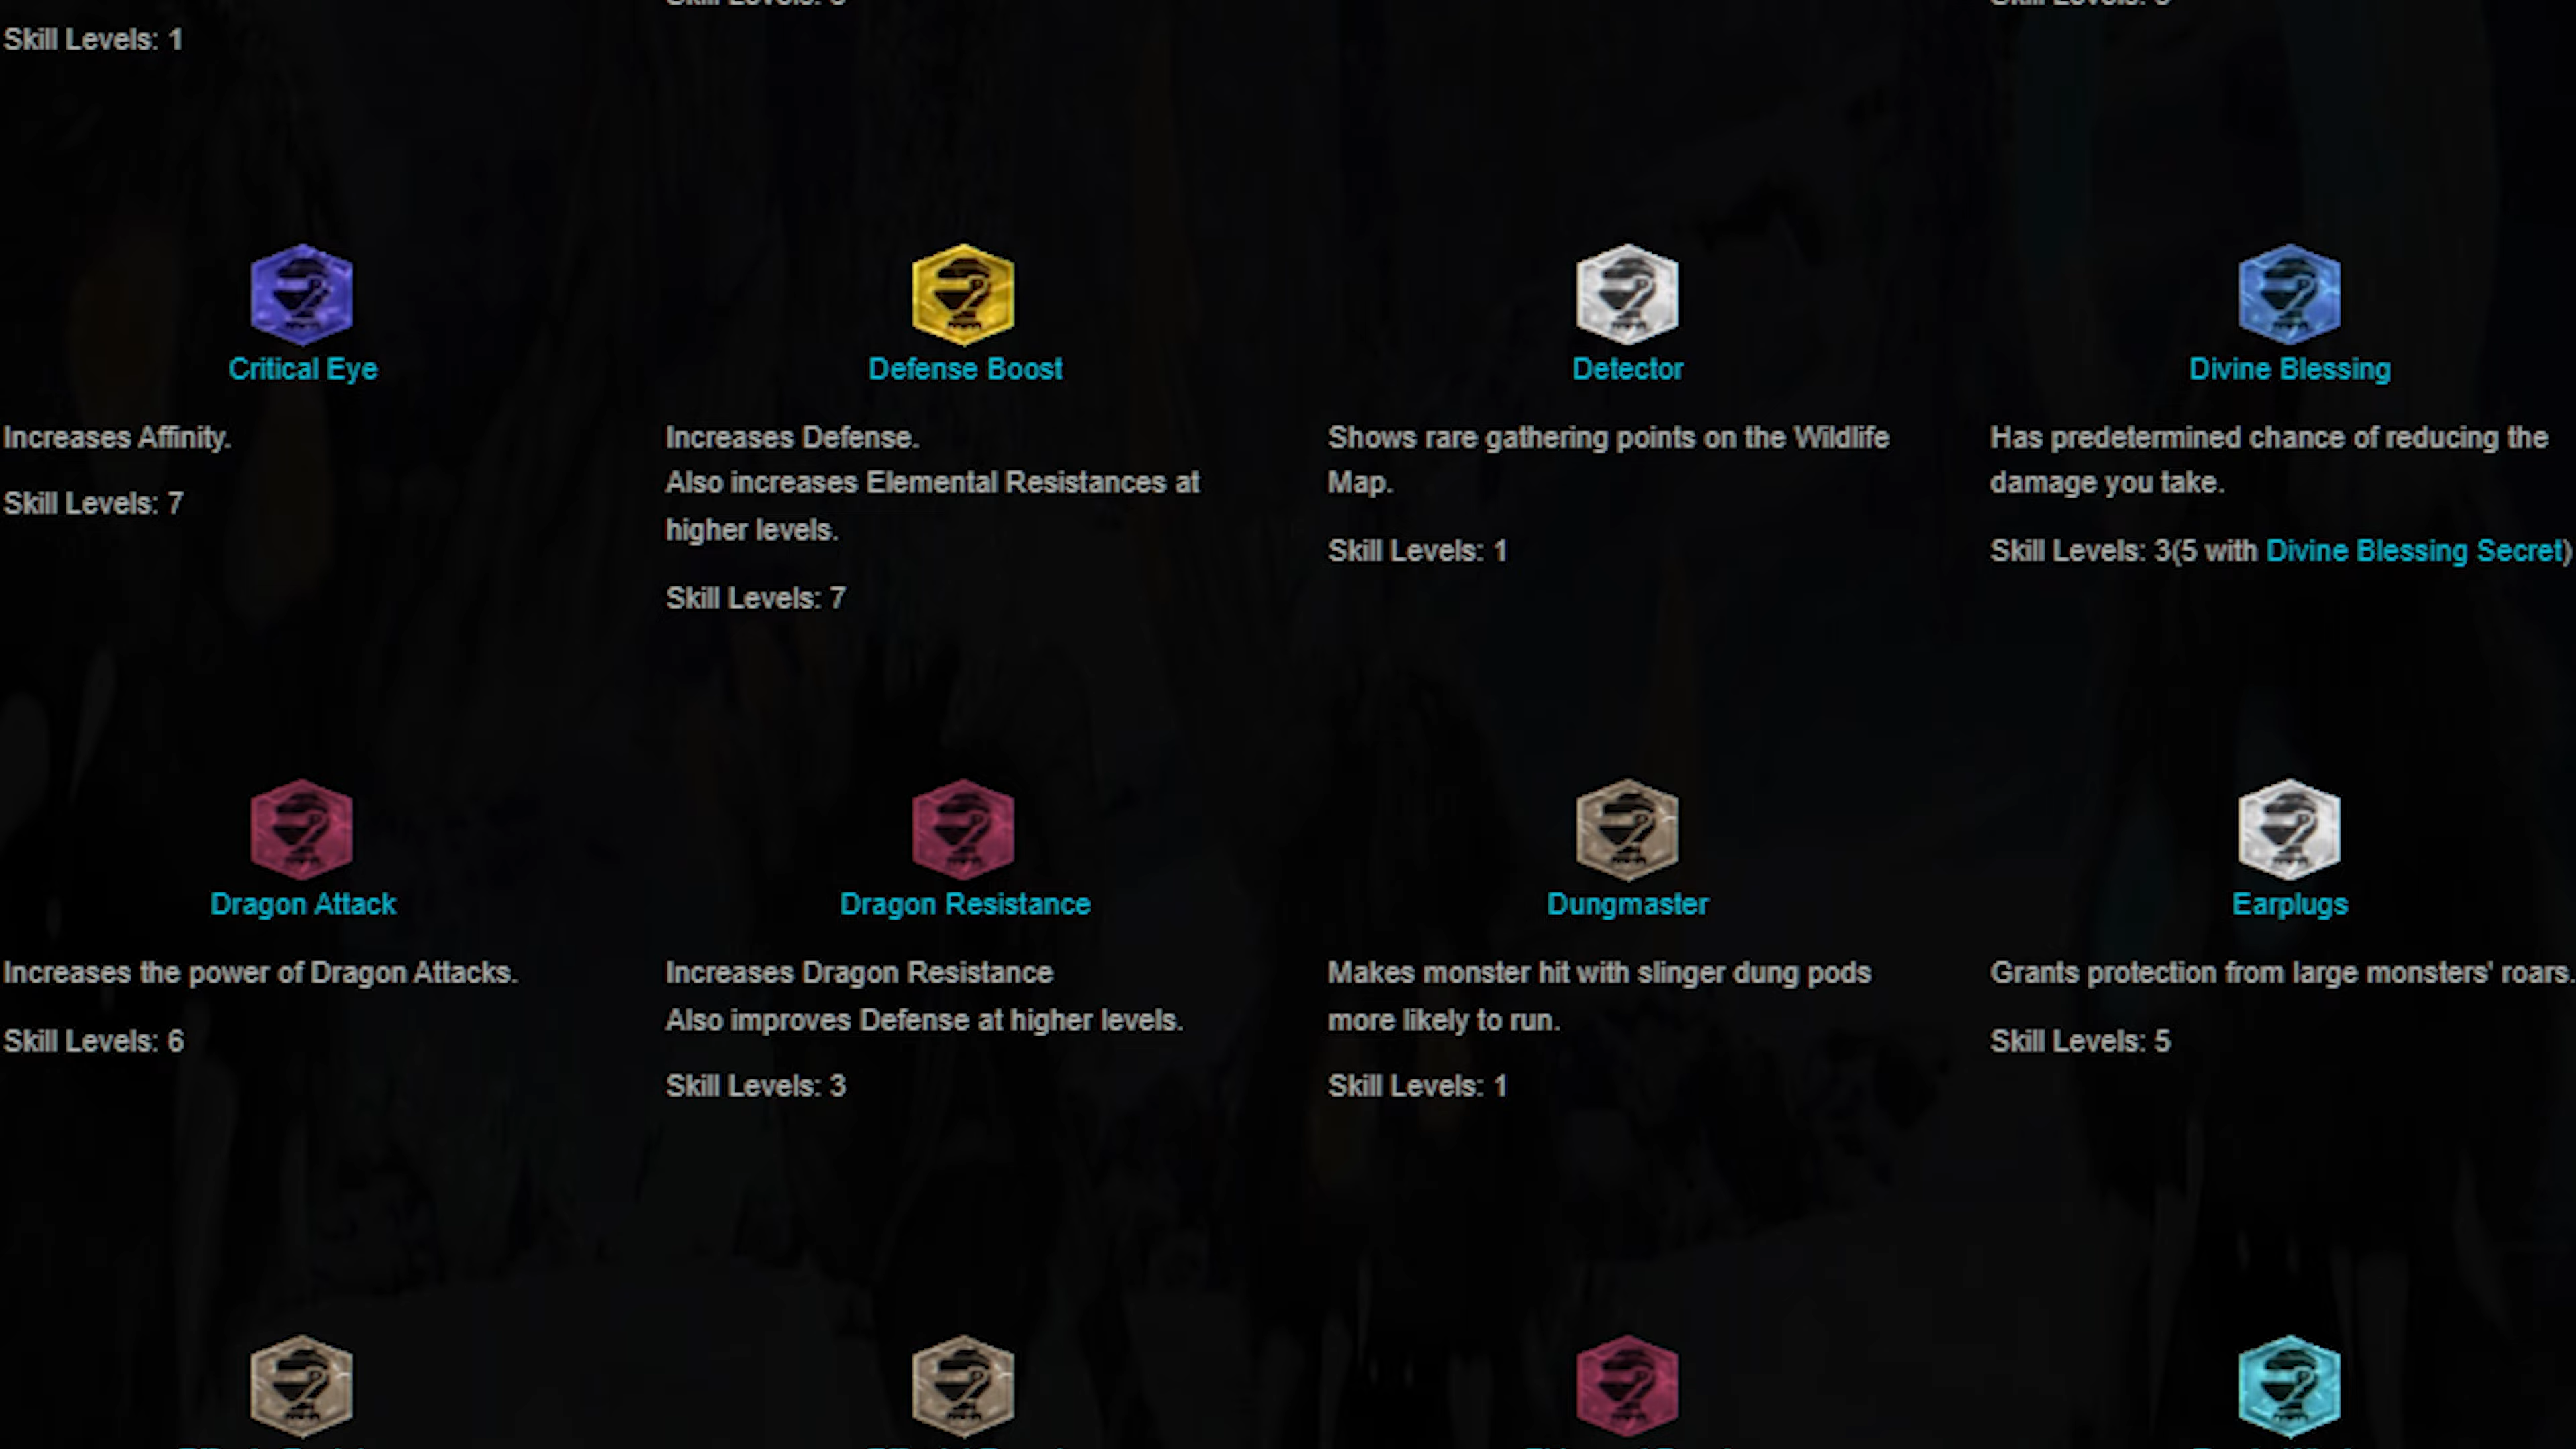 Skill Levels: 1
Critical Eye
Increases Affinity.
Skill Levels: 7
Defense Boost
Increases Defense.
Also increases Elemental Resistances at
higher levels.
Skill Levels: 7
Detector
Shows rare gathering points on the Wildlife
Map.
Skill Levels: 1
Divine Blessing
Has predetermined chance of reducing the
damage you take.
Skill Levels: 3(5 with Divine Blessing Secret)
Dragon Attack
Increases the power of Dragon Attacks.
Skill Levels: 6
Dragon Resistance
Increases Dragon Resistance
Also improves Defense at higher levels.
Skill Levels: 3
Dungmaster
Makes monster hit with slinger dung pods
more likely to run.
Skill Levels: 1
Earplugs
Grants protection from large monsters' roars.
Skill Levels: 5